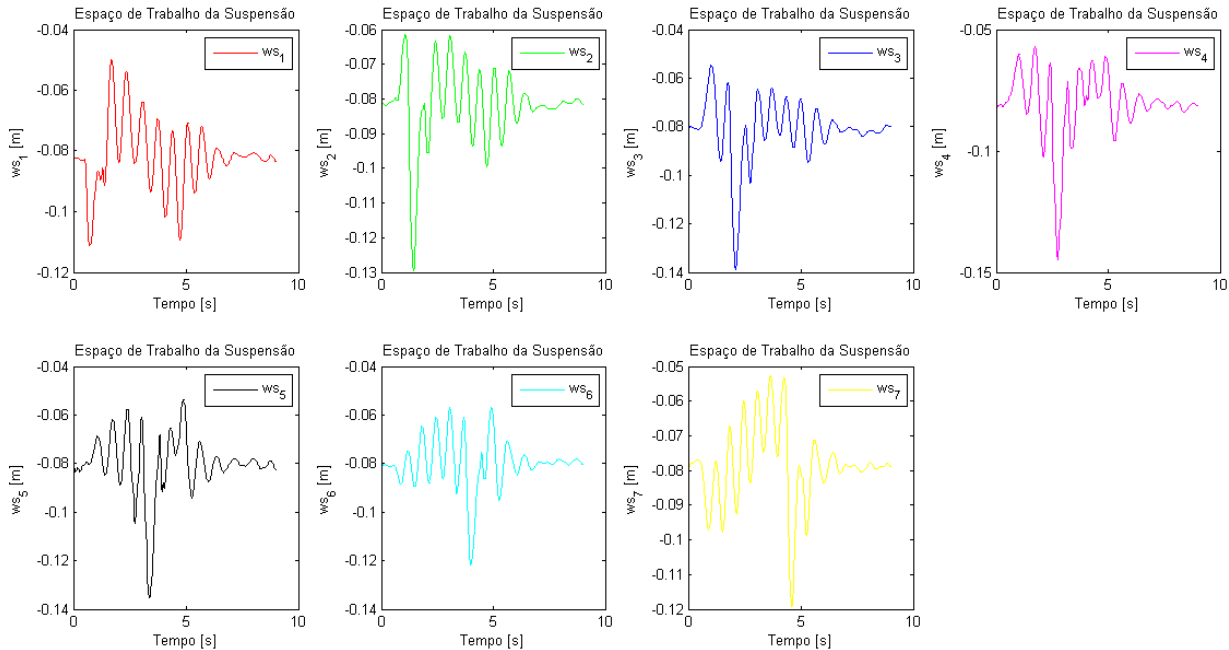 Espaço de Trabalho da Suspensão
-0.04
-0.06
-0.08
-0.1
-0.12
0
5
10
ws1 [m]
Tempo [s]
ws1
Espaço de Trabalho da Suspensão
-0.06
-0.07
-0.08
-0.09
-0.1
-0.11
-0.12
-0.13
0
5
10
ws2 [m]
Tempo [s]
ws2
Espaço de Trabalho da Suspensão
-0.04
-0.06
-0.08
-0.1
-0.12
-0.14
0
5
10
ws3 [m]
Tempo [s]
ws3
Espaço de Trabalho da Suspensão
-0.05
-0.1
-0.15
0
5
10
ws4 [m]
Tempo [s]
ws4
Espaço de Trabalho da Suspensão
-0.04
-0.06
-0.08
-0.1
-0.12
-0.14
0
5
10
ws5 [m]
Tempo [s]
ws5
Espaço de Trabalho da Suspensão
-0.04
-0.06
-0.08
-0.1
-0.12
-0.14
0
5
10
ws6 [m]
Tempo [s]
ws6
Espaço de Trabalho da Suspensão
-0.05
-0.06
-0.07
-0.08
-0.09
-0.1
-0.11
-0.12
0
5
10
ws7 [m]
Tempo [s]
ws7